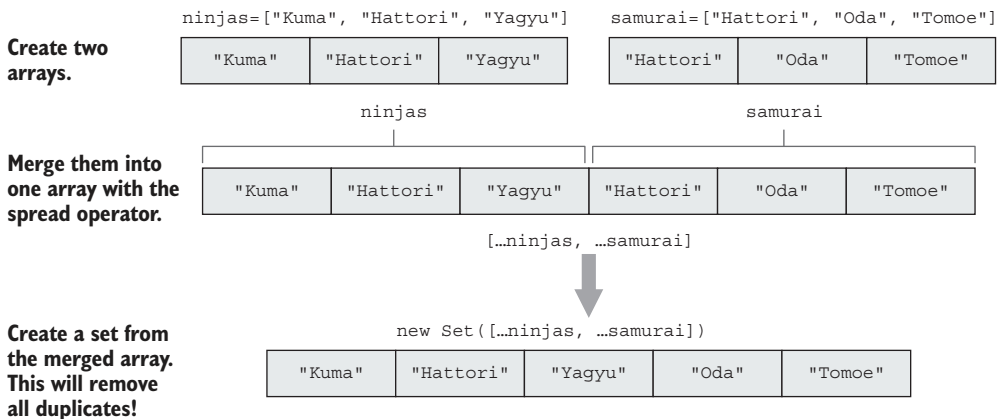 ninjas=["Kuma", "Hattori", "Yagyu"]
samurai=["Hattori", "Oda", "Tomoe"]
Create two
arrays.
"Kuma" "Hattori" "Yagyu"
"Hattori" "Oda" "Tomoe"
ninjas
samurai
Merge them into
one array with the
spread operator.
"Kuma" "Hattori" "Yagyu" "Hattori" "Oda" "Tomoe"
[…ninjas, …samurai]
Create a set from
the merged array.
This will remove
all duplicates!
new Set([…ninjas, …samurai])
"Kuma" "Hattori" "Yagyu" "Oda" "Tomoe"